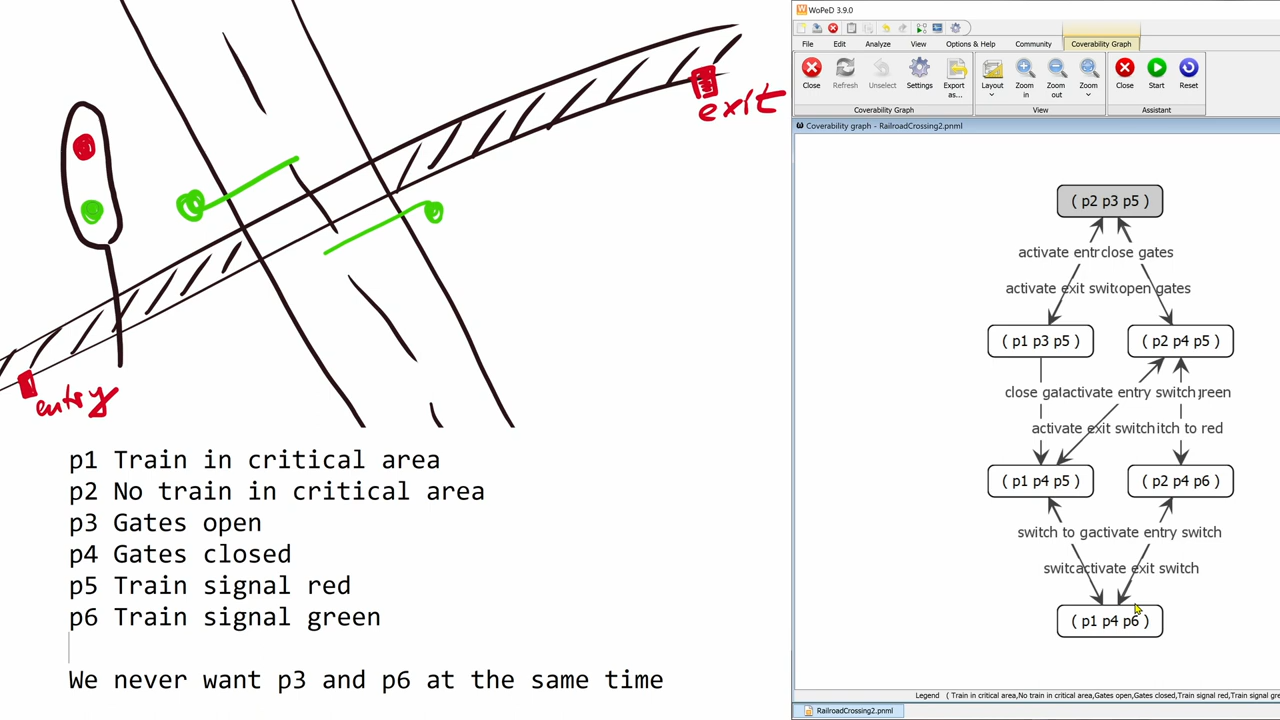 exit
entry
p1 Train in critical area
p2 No train in critical area
p3 Gates open
p4 Gates closed
p5 Train signal red
p6 Train signal green
We never want p3 and p6 at the same time
WoPeD 3.9.0
File Edit Analyze View Options & Help Community Coverability Graph
Close Refresh Unselect Settings Export as... Layout Zoom in Zoom out Zoom Close Start Reset
Coverability Graph View Assistant
Coverability graph - RailroadCrossing2.pnml
( p2 p3 p5 )
activate entr close gates
activate exit switc open gates
( p1 p3 p5 ) ( p2 p4 p5 )
close ga activate entry switch reen
activate exit switch itch to red
( p1 p4 p5 ) ( p2 p4 p6 )
switch to g activate entry switch
switc activate exit switch
( p1 p4 p6 )
Legend ( Train in critical area,No train in critical area,Gates open,Gates closed,Train signal red,Train signal gre
RailroadCrossing2.pnml